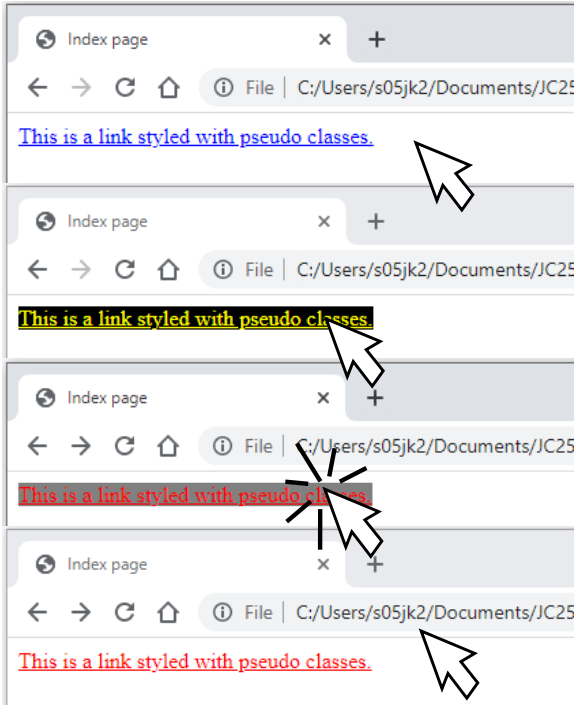 Index page
File | C:/Users/s05jk2/Documents/JC25
This is a link styled with pseudo classes.
Index page
File | C:/Users/s05jk2/Documents/JC25
This is a link styled with pseudo classes.
Index page
File | C:/Users/s05jk2/Documents/JC25
This is a link styled with pseudo classes.
Index page
File | C:/Users/s05jk2/Documents/JC25
This is a link styled with pseudo classes.